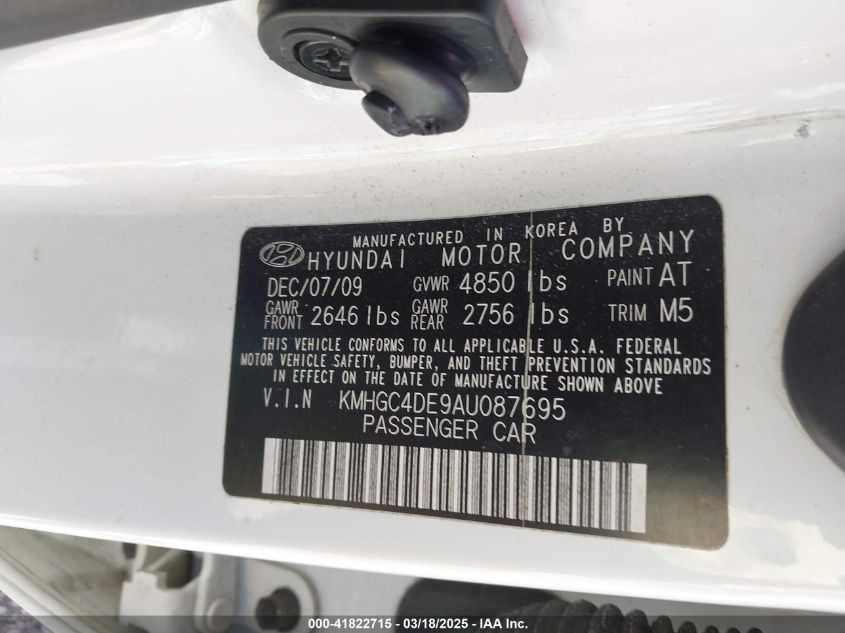 MANUFACTURED IN KOREA BY
HYUNDAI MOTOR COMPANY
DEC/07/09 GVWR 4850 lbs PAINT AT
GAWR FRONT 2646 lbs GAWR REAR 2756 lbs TRIM M5
THIS VEHICLE CONFORMS TO ALL APPLICABLE U.S.A. FEDERAL
MOTOR VEHICLE SAFETY, BUMPER, AND THEFT PREVENTION STANDARDS
IN EFFECT ON THE DATE OF MANUFACTURE SHOWN ABOVE
V.I.N KMHGC4DE9AU087695
PASSENGER CAR
000-41822715 - 03/18/2025 - IAA Inc.